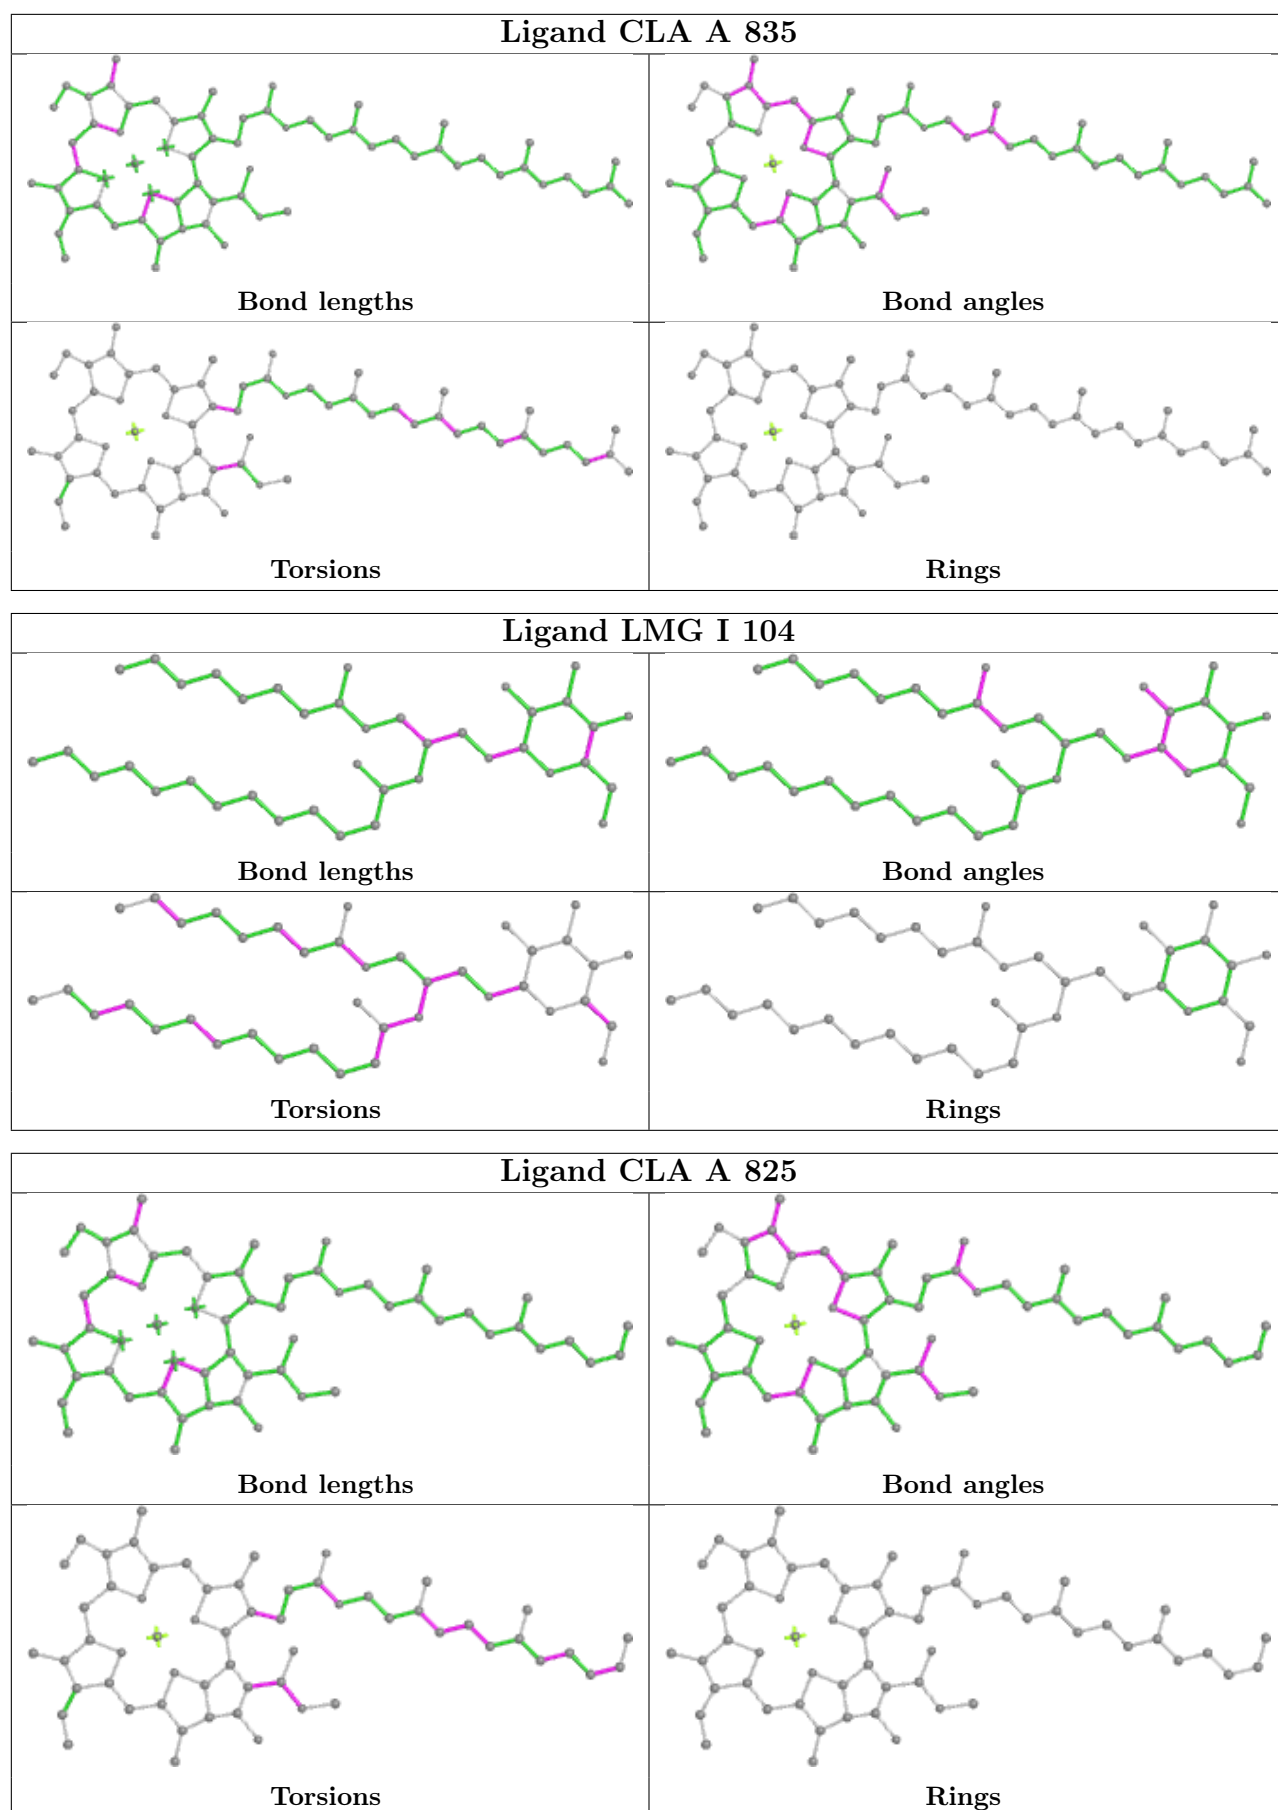 Ligand CLA A 835
Bond lengths
Bond angles
Torsions
Rings
Ligand LMG I 104
Bond lengths
Bond angles
Torsions
Rings
Ligand CLA A 825
Bond lengths
Bond angles
Torsions
Rings